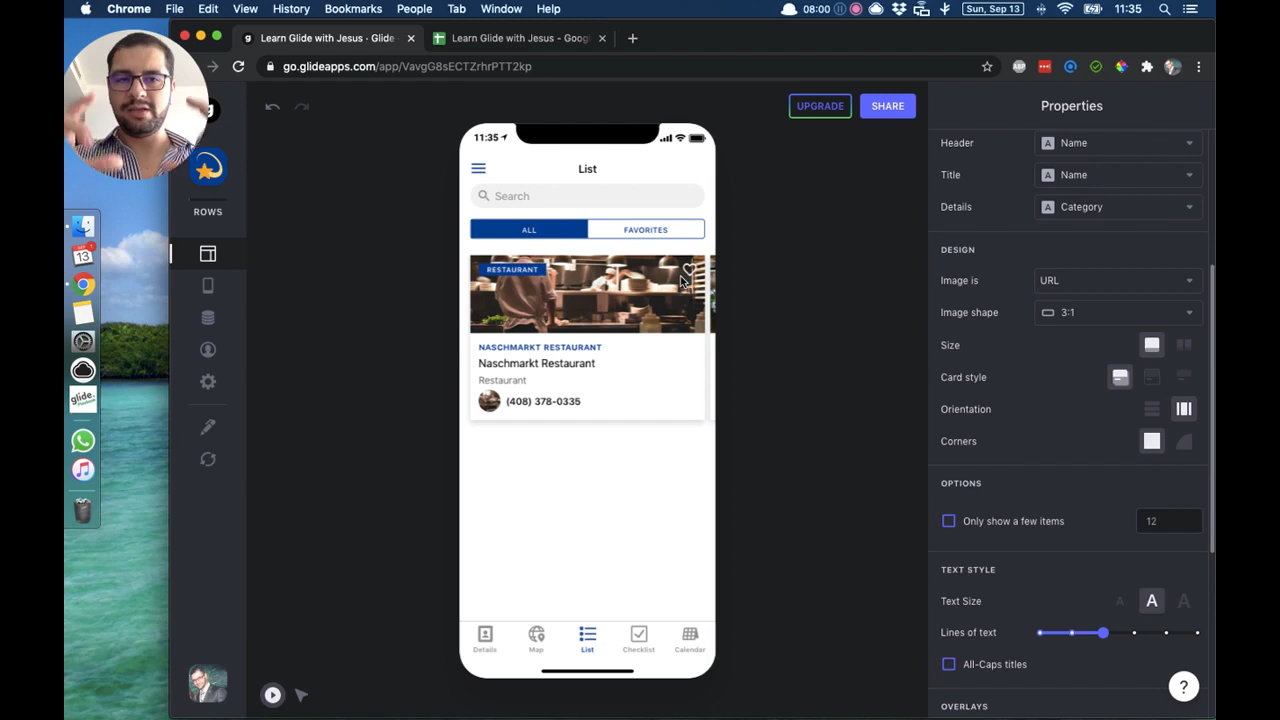 Chrome File Edit View History Bookmarks People Tab Window Help 08:00 Sun, Sep 13 11:35
Learn Glide with Jesus · Glide
Learn Glide with Jesus - Goog
go.glideapps.com/app/VavgG8sECTZrhrPTT2kp
UPGRADE
SHARE
ROWS
13
glide.
11:35
List
Search
ALL
FAVORITES
RESTAURANT
NASCHMARKT RESTAURANT
Naschmarkt Restaurant
Restaurant
(408) 378-0335
Details Map List Checklist Calendar
Properties
Header Name
Title Name
Details Category
DESIGN
Image is URL
Image shape 3:1
Size
Card style
Orientation
Corners
OPTIONS
Only show a few items 12
TEXT STYLE
Text Size A A A
Lines of text
All-Caps titles
OVERLAYS
?